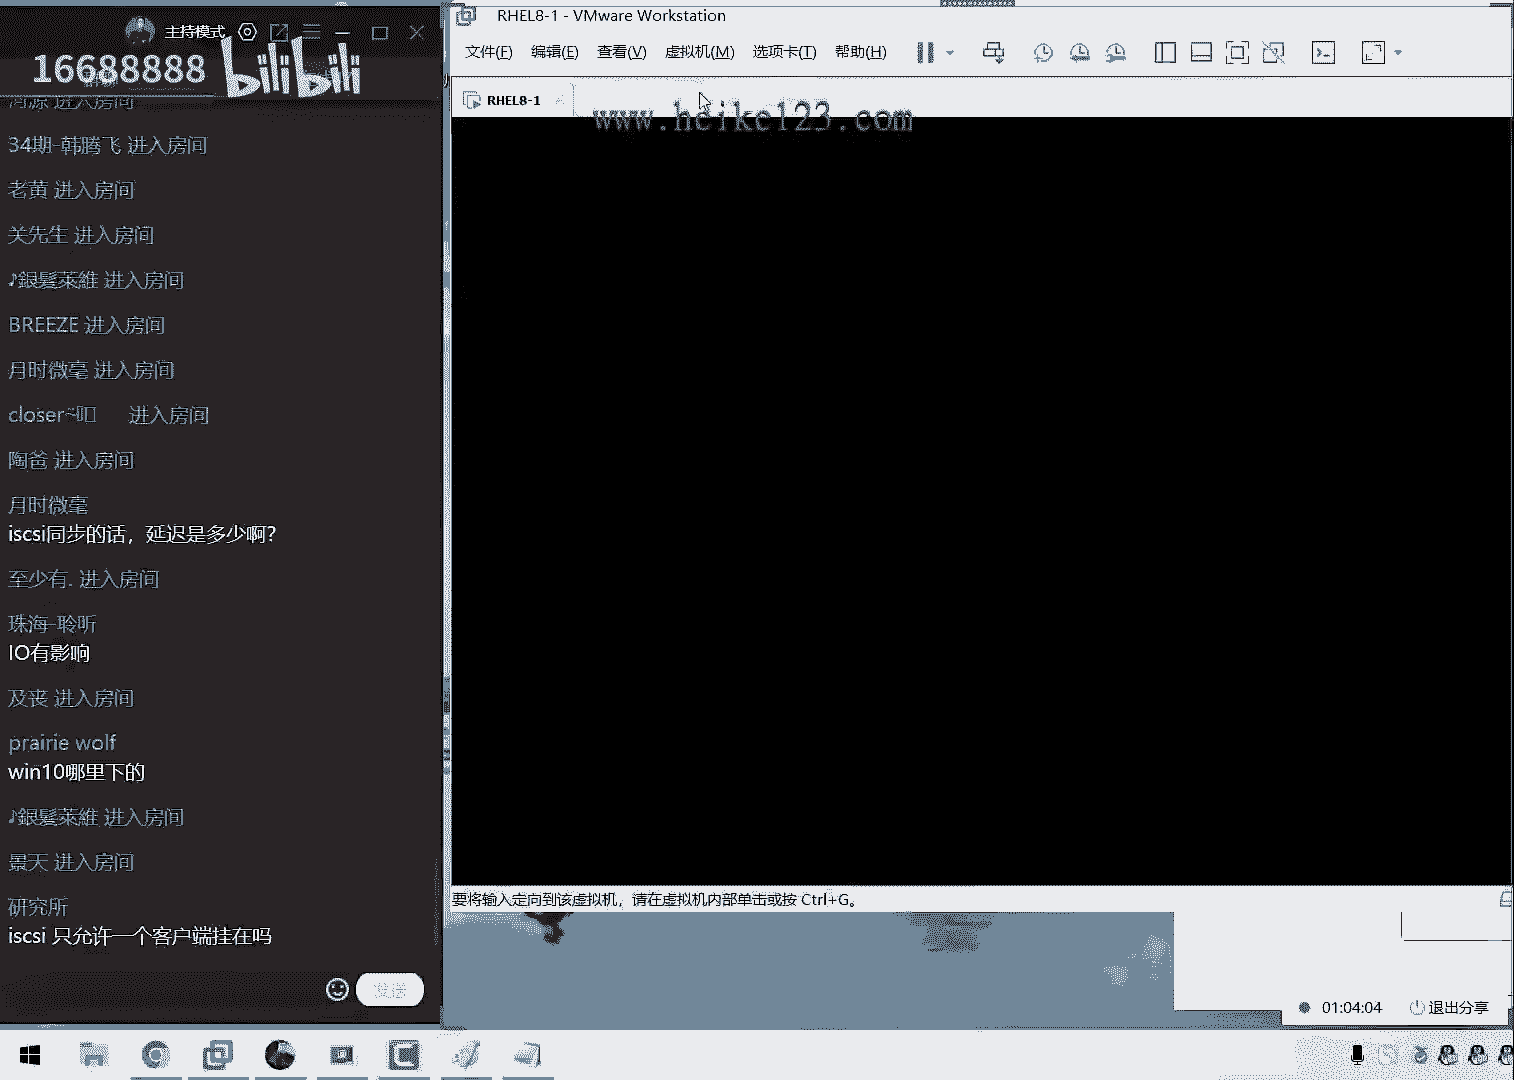 主持模式
16688888 bilibili
进入房间
34期-韩腾飞 进入房间
老黄 进入房间
关先生 进入房间
♪銀髮萊維 进入房间
BREEZE 进入房间
月时微毫 进入房间
closer~ 进入房间
陶爸 进入房间
月时微毫
iscsi同步的话，延迟是多少啊?
至少有. 进入房间
珠海-聆听
IO有影响
及丧 进入房间
prairie wolf
win10哪里下的
♪銀髮萊維 进入房间
景天 进入房间
研究所
iscsi 只允许一个客户端挂在吗
发送
RHEL8-1 - VMware Workstation
文件(F) 编辑(E) 查看(V) 虚拟机(M) 选项卡(T) 帮助(H)
RHEL8-1
www.heike123.com
要将输入定向到该虚拟机，请在虚拟机内部单击或按 Ctrl+G。
01:04:04 退出分享